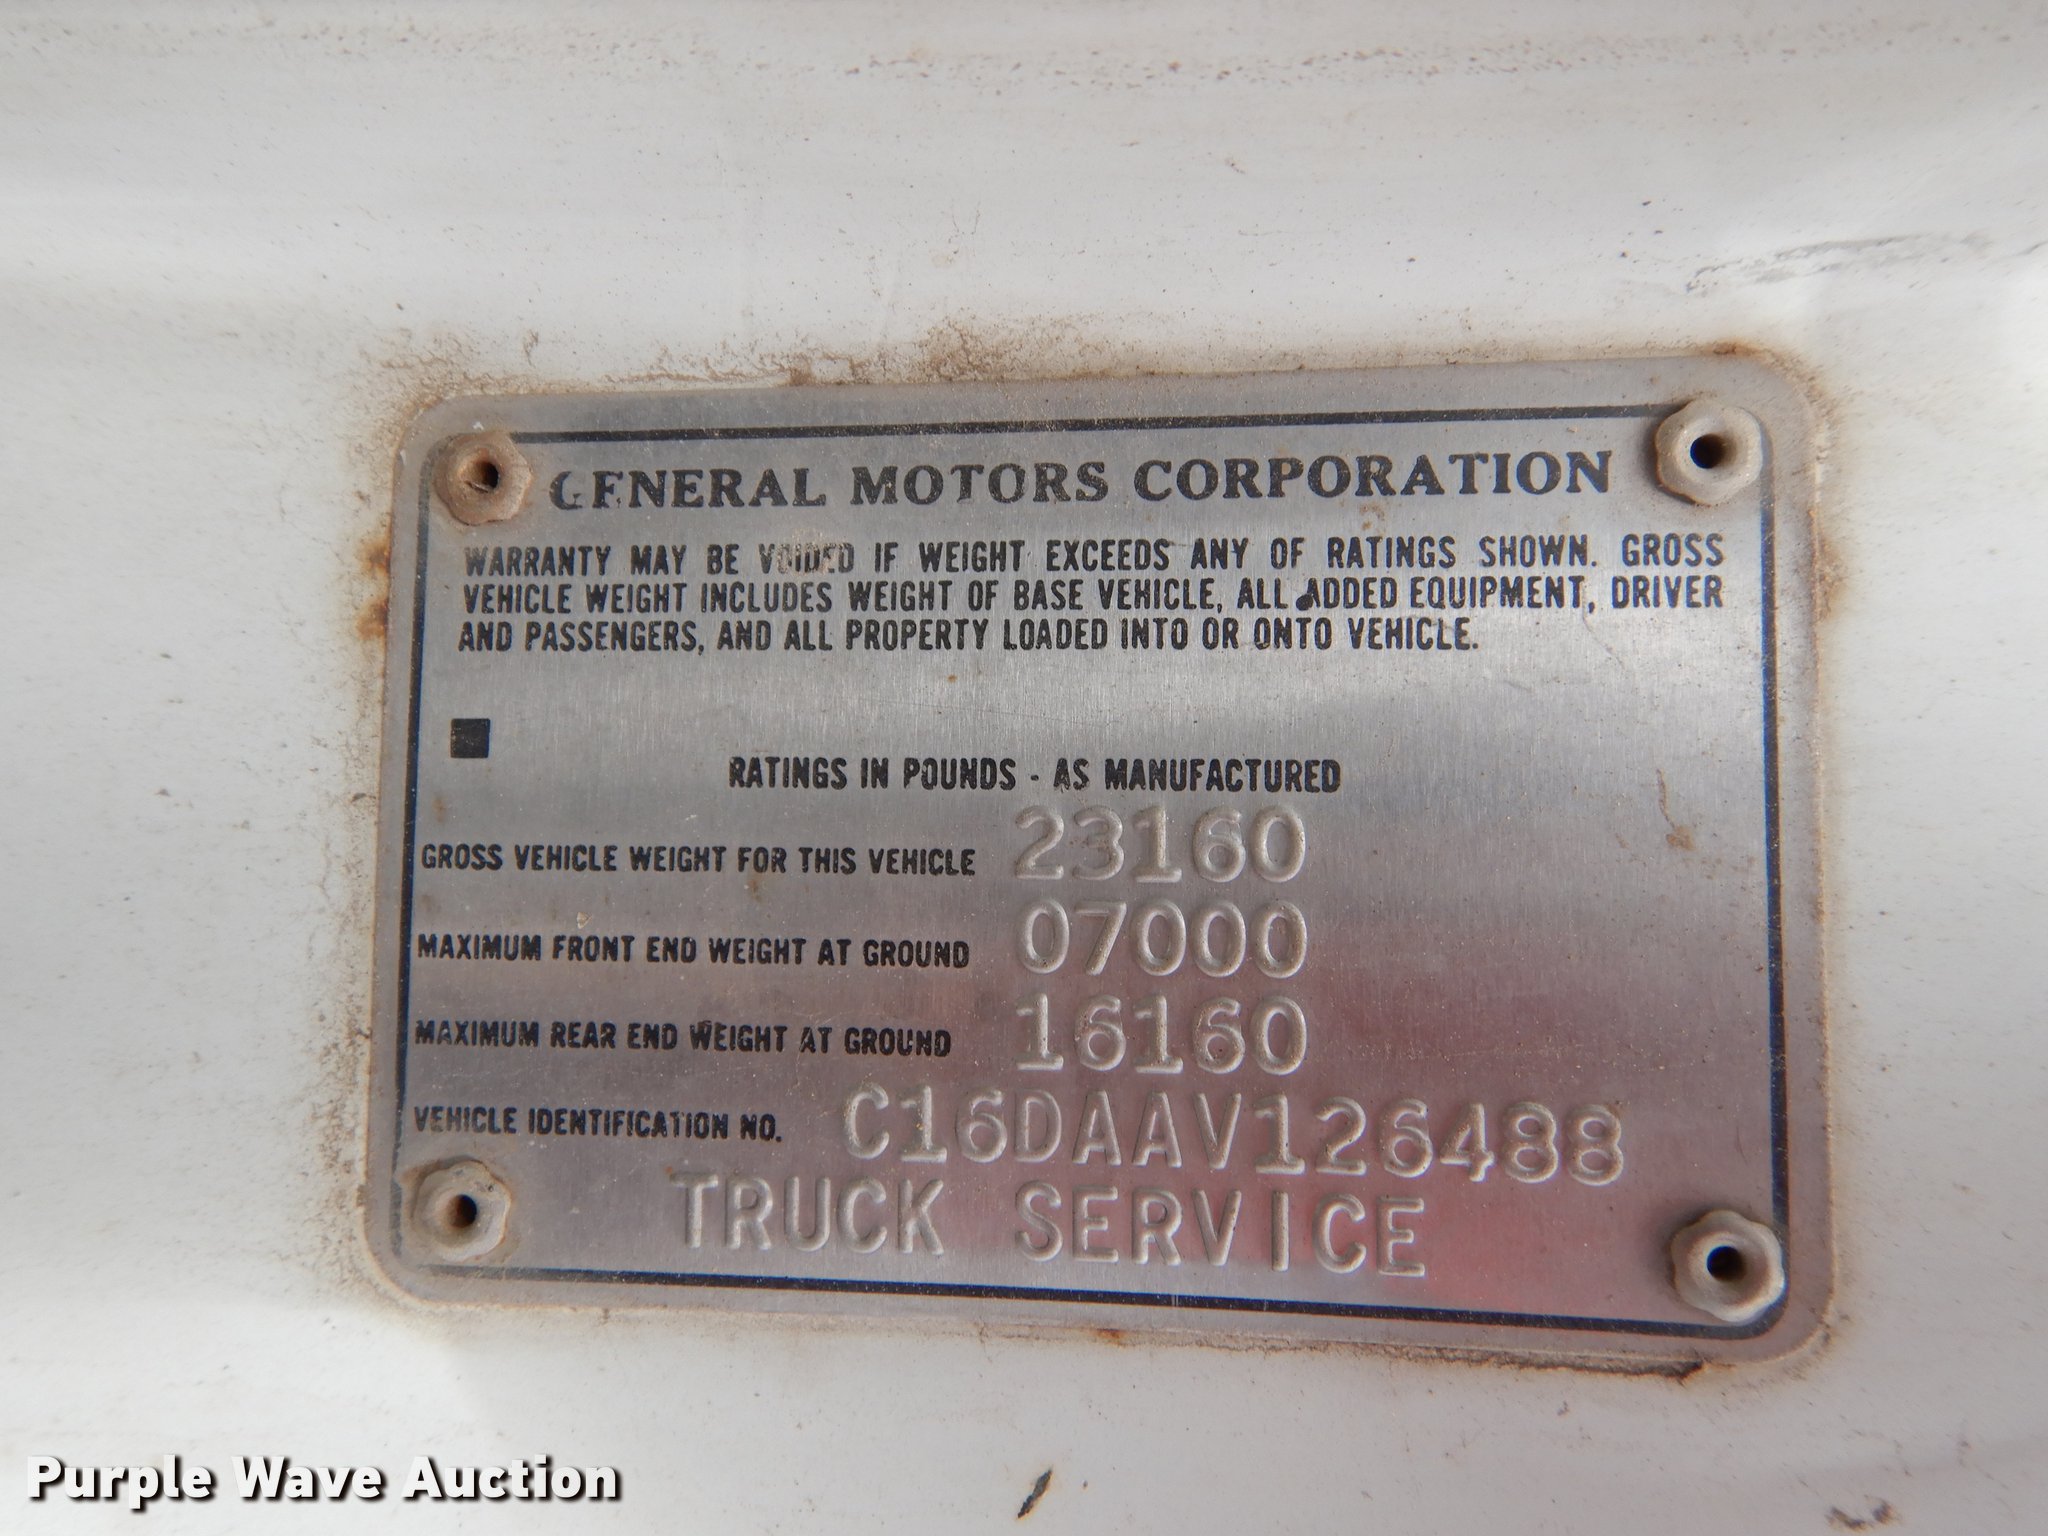 GENERAL MOTORS CORPORATION
WARRANTY MAY BE VOIDED IF WEIGHT EXCEEDS ANY OF RATINGS SHOWN. GROSS
VEHICLE WEIGHT INCLUDES WEIGHT OF BASE VEHICLE, ALL ADDED EQUIPMENT, DRIVER
AND PASSENGERS, AND ALL PROPERTY LOADED INTO OR ONTO VEHICLE.
RATINGS IN POUNDS - AS MANUFACTURED
GROSS VEHICLE WEIGHT FOR THIS VEHICLE 23160
MAXIMUM FRONT END WEIGHT AT GROUND 07000
MAXIMUM REAR END WEIGHT AT GROUND 16160
VEHICLE IDENTIFICATION NO. C16DAAV126488
TRUCK SERVICE
Purple Wave Auction